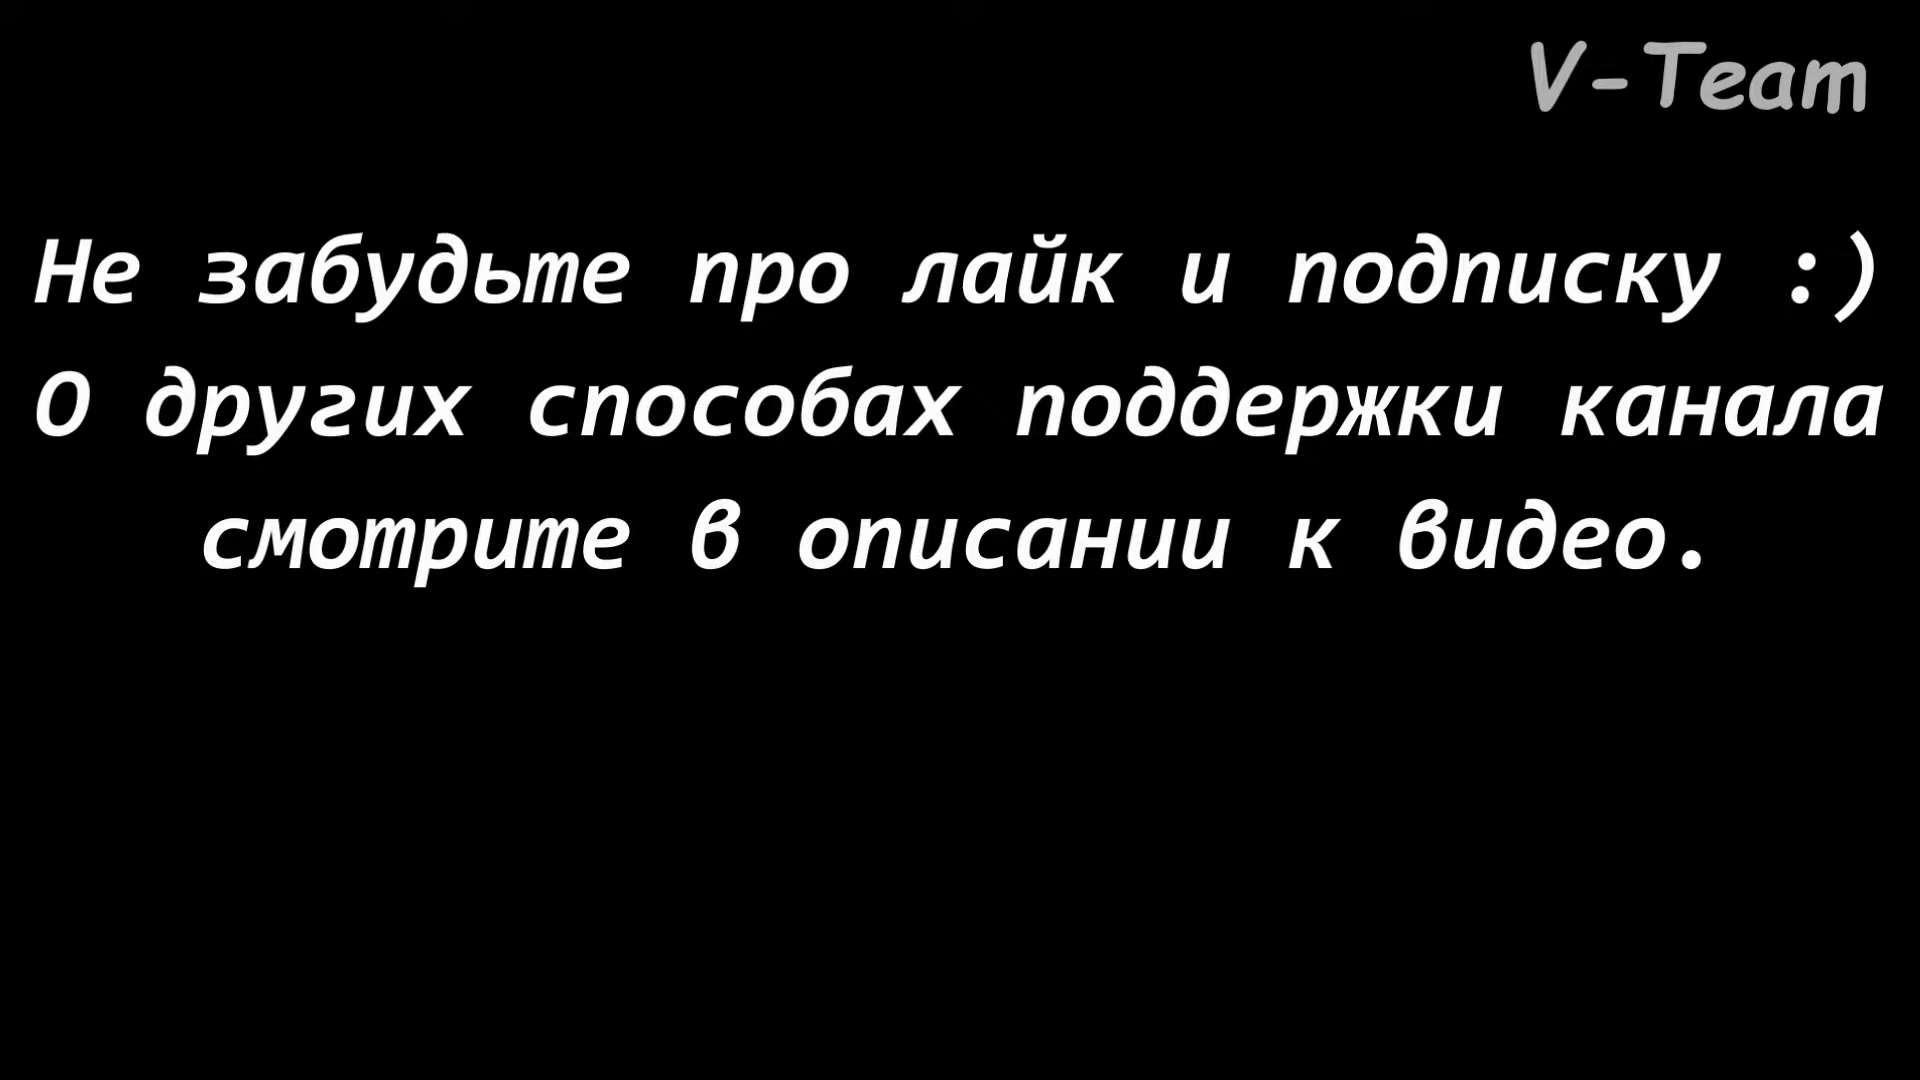 V-Team
Не забудьте про лайк и подписку :)
О других способах поддержки канала
смотрите в описании к видео.